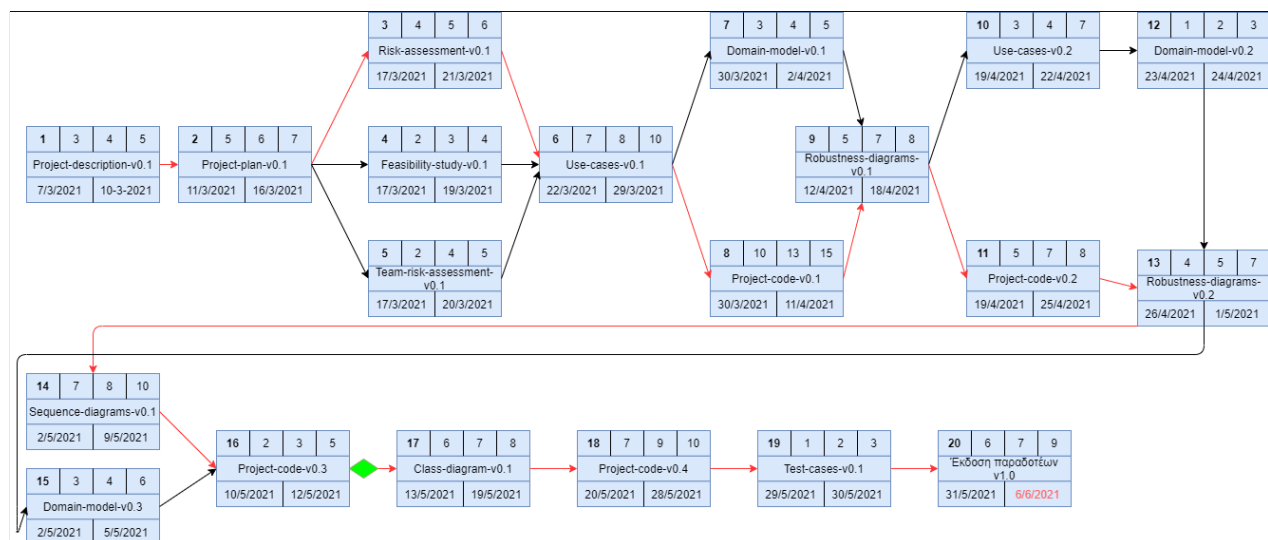 3 4 5 6
Risk-assessment-v0.1
17/3/2021 21/3/2021
7 3 4 5
Domain-model-v0.1
30/3/2021 2/4/2021
10 3 4 7
Use-cases-v0.2
19/4/2021 22/4/2021
12 1 2 3
Domain-model-v0.2
23/4/2021 24/4/2021
1 3 4 5
Project-description-v0.1
7/3/2021 10-3-2021
2 5 6 7
Project-plan-v0.1
11/3/2021 16/3/2021
4 2 3 4
Feasibility-study-v0.1
17/3/2021 19/3/2021
6 7 8 10
Use-cases-v0.1
22/3/2021 29/3/2021
9 5 7 8
Robustness-diagrams-
v0.1
12/4/2021 18/4/2021
5 2 4 5
Team-risk-assessment-
v0.1
17/3/2021 20/3/2021
8 10 13 15
Project-code-v0.1
30/3/2021 11/4/2021
11 5 7 8
Project-code-v0.2
19/4/2021 25/4/2021
13 4 5 7
Robustness-diagrams-
v0.2
26/4/2021 1/5/2021
14 7 8 10
Sequence-diagrams-v0.1
2/5/2021 9/5/2021
15 3 4 6
Domain-model-v0.3
2/5/2021 5/5/2021
16 2 3 5
Project-code-v0.3
10/5/2021 12/5/2021
17 6 7 8
Class-diagram-v0.1
13/5/2021 19/5/2021
18 7 9 10
Project-code-v0.4
20/5/2021 28/5/2021
19 1 2 3
Test-cases-v0.1
29/5/2021 30/5/2021
20 6 7 9
Έκδοση παραδοτέων
v1.0
31/5/2021 6/6/2021